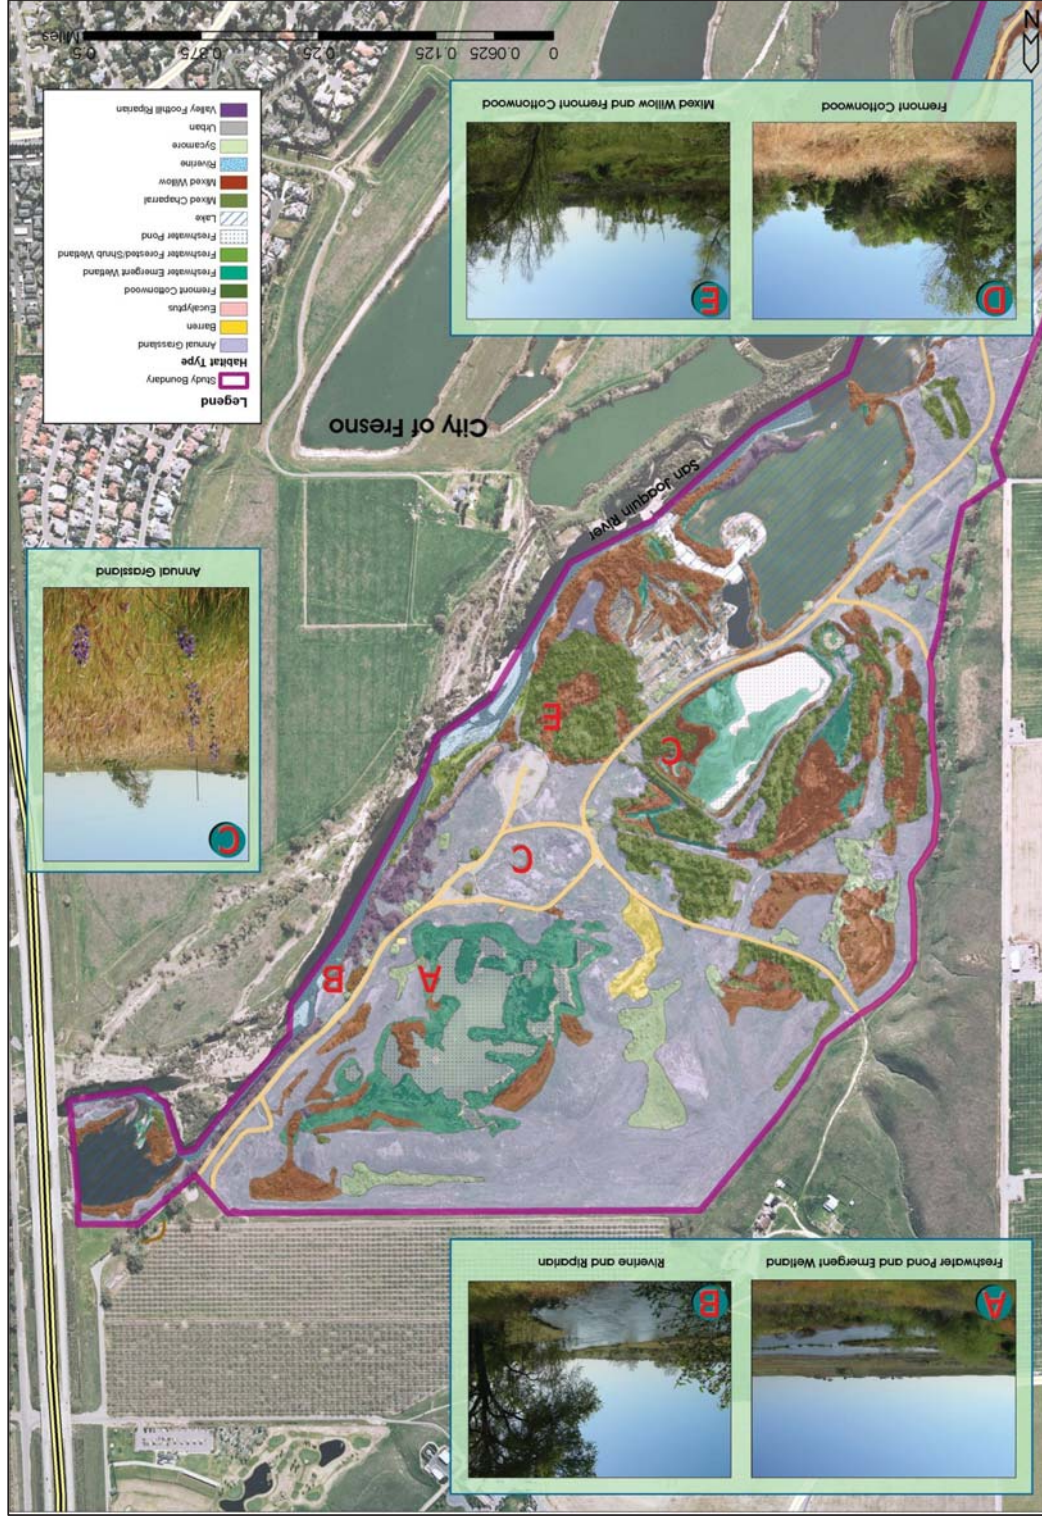 A
B
Freshwater Pond and Emergent Wetland
Riverine and Riparian
A
B
C
C
C
E
Annual Grassland
San Joaquin River
City of Fresno
Legend
Study Boundary
Habitat Type
Annual Grassland
Barren
Eucalyptus
Fremont Cottonwood
Freshwater Emergent Wetland
Freshwater Forested/Shrub Wetland
Freshwater Pond
Lake
Mixed Chaparral
Mixed Willow
Riverine
Sycamore
Urban
Valley Foothill Riparian
D
E
Fremont Cottonwood
Mixed Willow and Fremont Cottonwood
N
0 0.0625 0.125 0.25 0.375 0.5
Miles